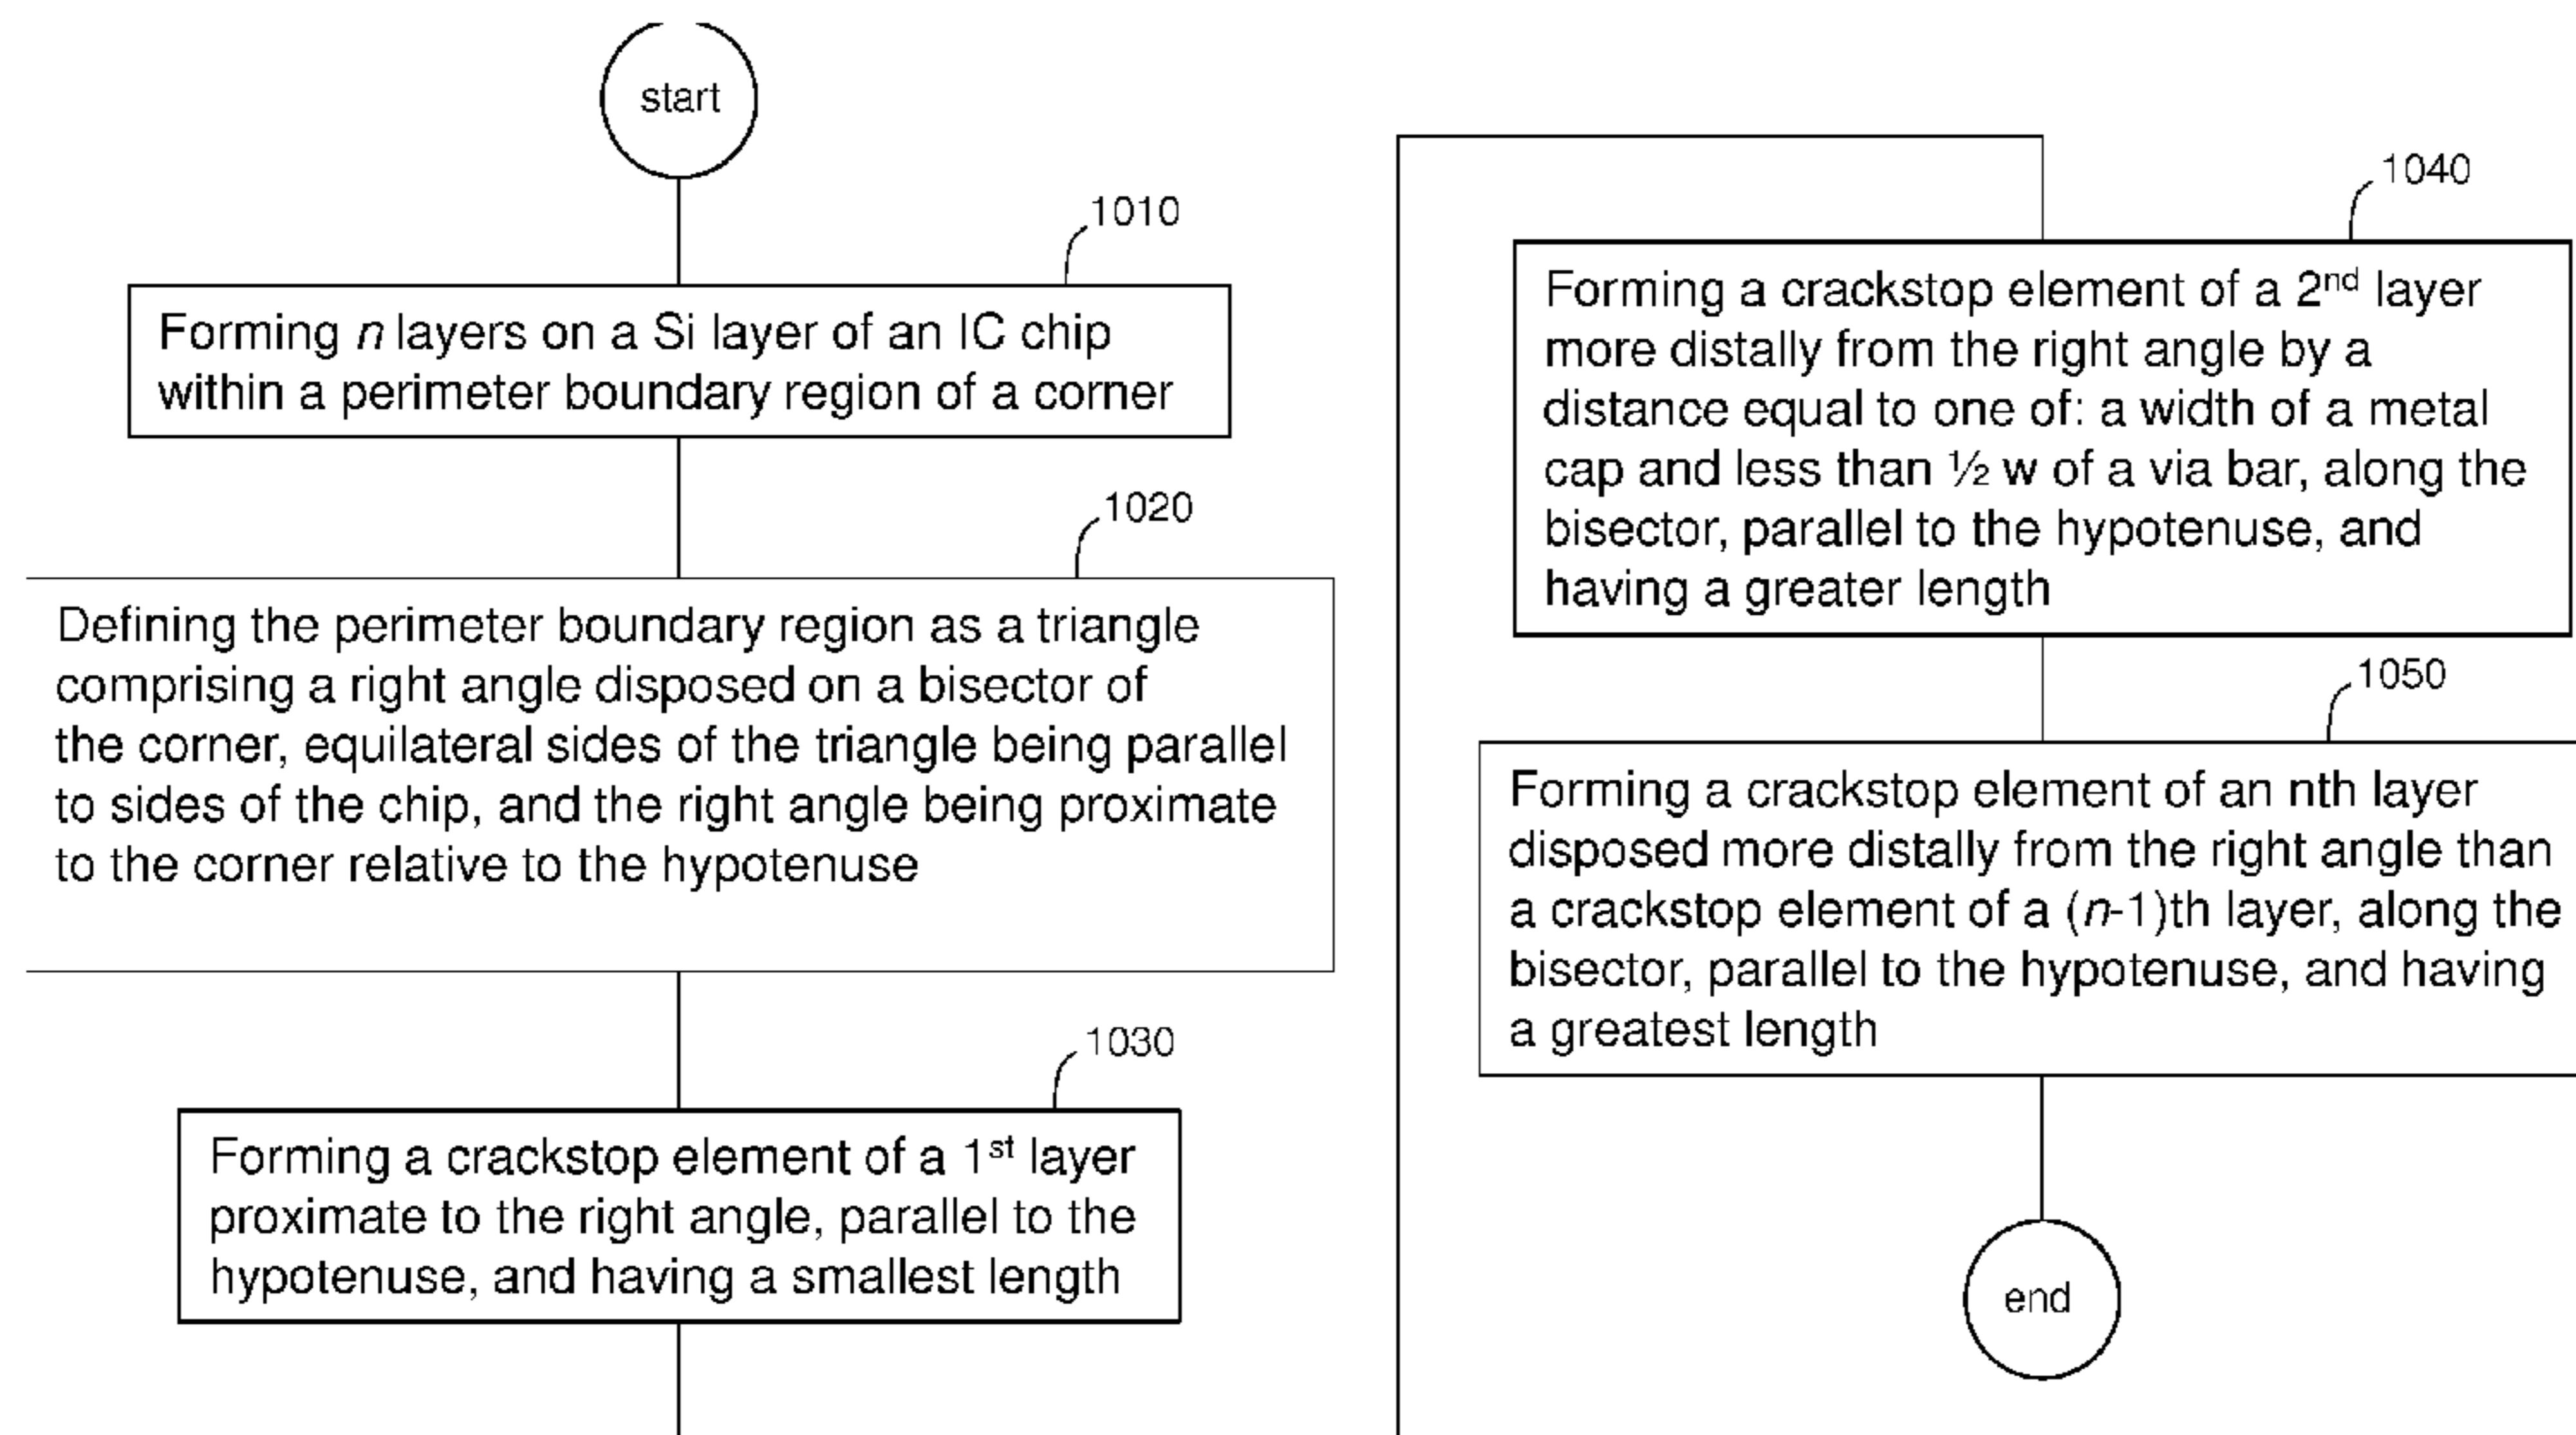 start
1010
Forming n layers on a Si layer of an IC chip
within a perimeter boundary region of a corner
1020
Defining the perimeter boundary region as a triangle
comprising a right angle disposed on a bisector of
the corner, equilateral sides of the triangle being parallel
to sides of the chip, and the right angle being proximate
to the corner relative to the hypotenuse
1030
Forming a crackstop element of a 1st layer
proximate to the right angle, parallel to the
hypotenuse, and having a smallest length
1040
Forming a crackstop element of a 2nd layer
more distally from the right angle by a
distance equal to one of: a width of a metal
cap and less than ½ w of a via bar, along the
bisector, parallel to the hypotenuse, and
having a greater length
1050
Forming a crackstop element of an nth layer
disposed more distally from the right angle than
a crackstop element of a (n-1)th layer, along the
bisector, parallel to the hypotenuse, and having
a greatest length
end